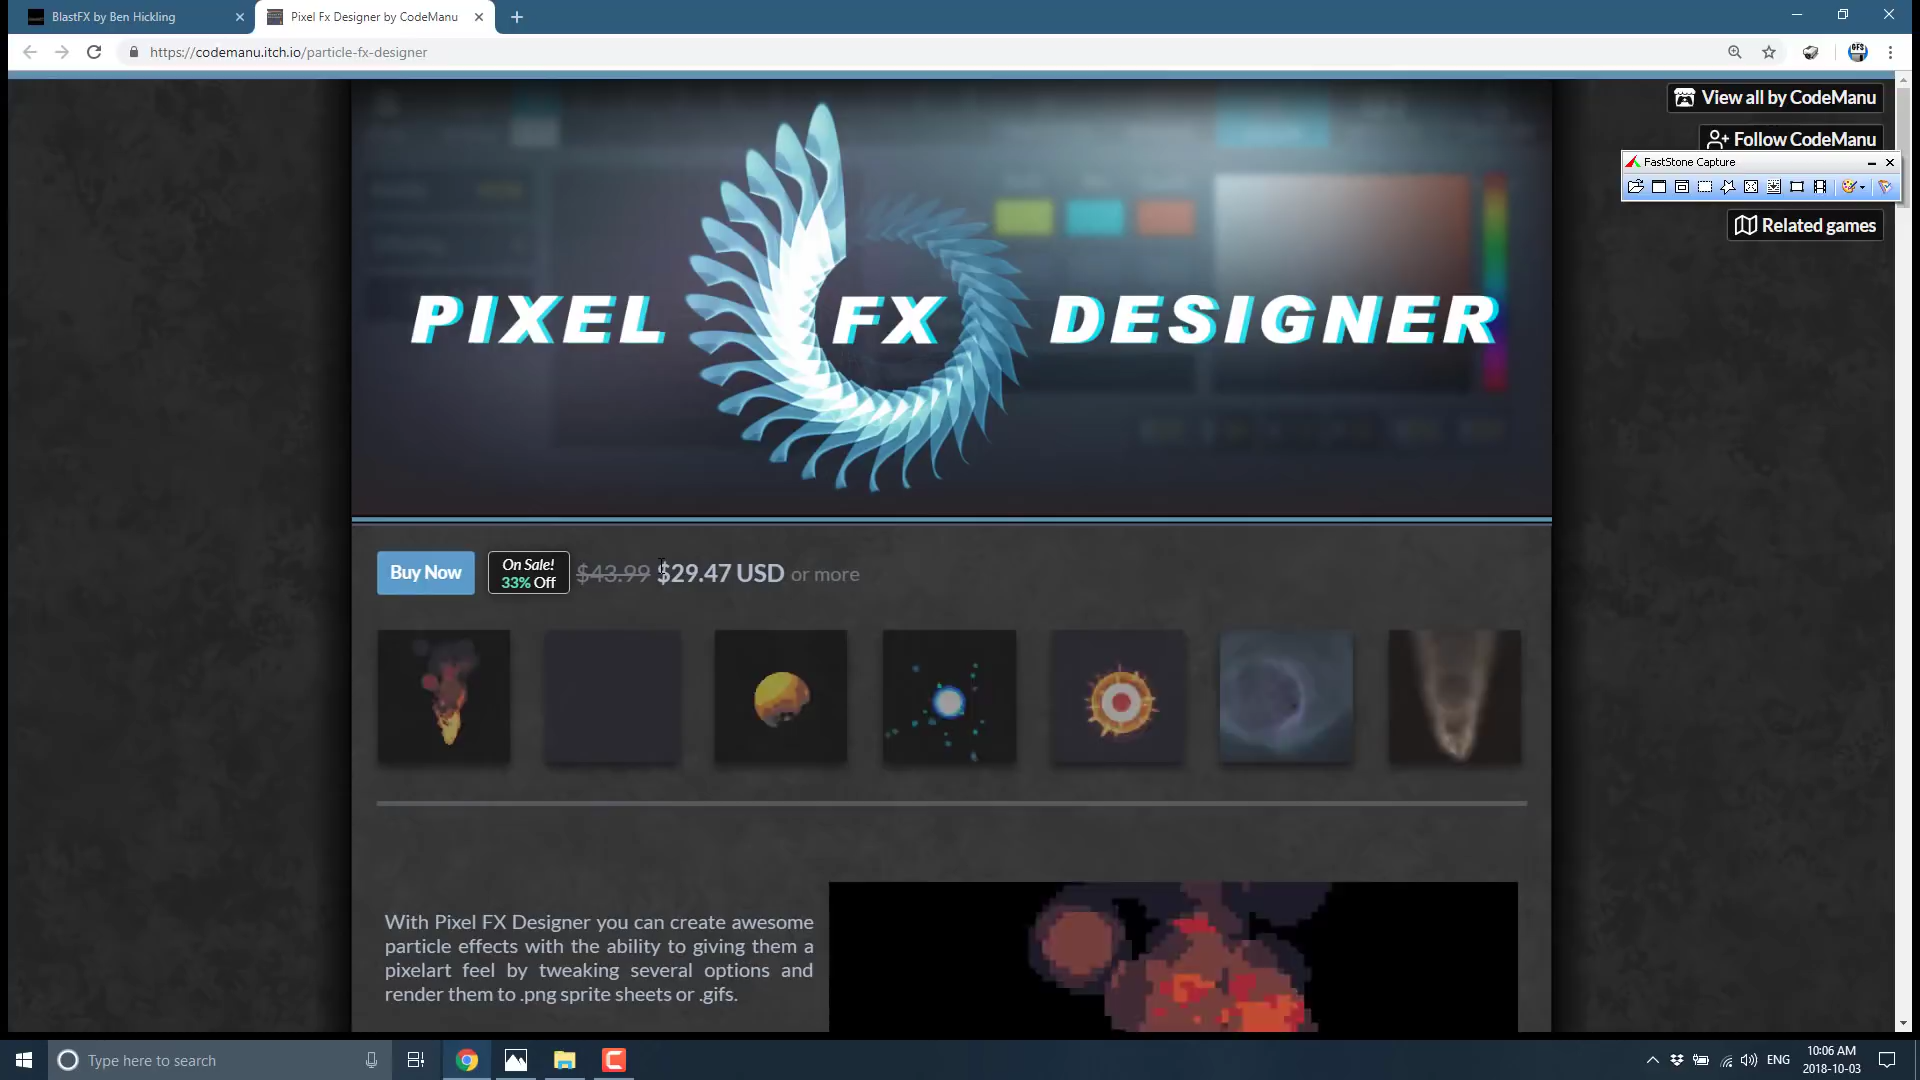 BlastFX by Ben Hickling
Pixel Fx Designer by CodeManu
https://codemanu.itch.io/particle-fx-designer
GFS
View all by CodeManu
Follow CodeManu
FastStone Capture
Related games
PIXEL FX DESIGNER
Buy Now
On Sale!
33% Off
$43.99 $29.47 USD or more
With Pixel FX Designer you can create awesome
particle effects with the ability to giving them a
pixelart feel by tweaking several options and
render them to .png sprite sheets or .gifs.
Type here to search
ENG
10:06 AM
2018-10-03